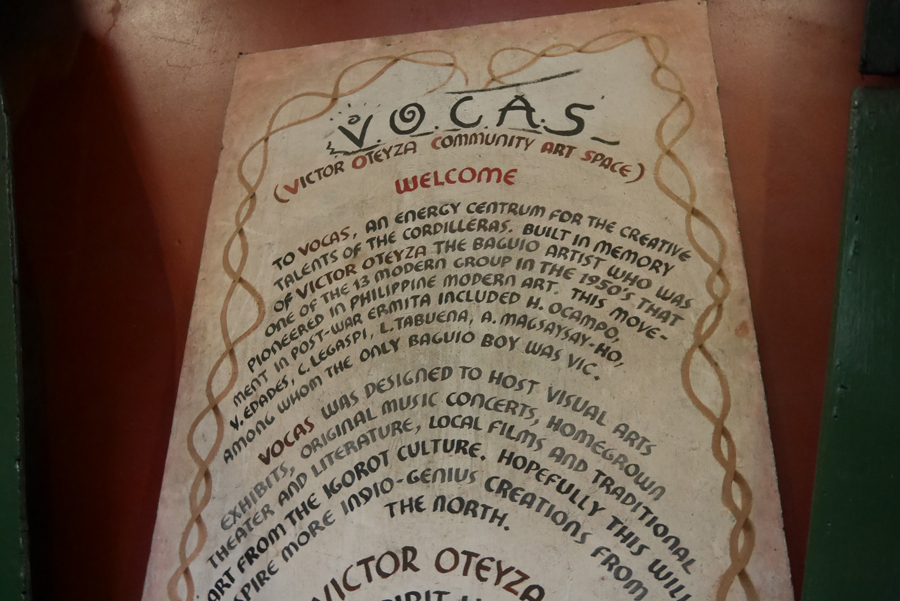 V.O.C.A.S
(VICTOR OTEYZA COMMUNITY ART SPACE)
WELCOME
TO VOCAS, AN ENERGY CENTRUM FOR THE CREATIVE
TALENTS OF THE CORDILLERAS. BUILT IN MEMORY
OF VICTOR OTEYZA THE BAGUIO ARTIST WHO WAS
ONE OF THE 13 MODERN GROUP IN THE 1950'S THAT
PIONEERED IN PHILIPPINE MODERN ART. THIS MOVE-
MENT IN POST-WAR ERMITA INCLUDED H. OCAMPO,
V. EDADES, C. LEGASPI, L. TABUENA, A. MAGSAYSAY-HO,
AMONG WHOM THE ONLY BAGUIO BOY WAS VIC.
VOCAS WAS DESIGNED TO HOST VISUAL ARTS
EXHIBITS, ORIGINAL MUSIC CONCERTS, HOMEGROWN
THEATER AND LITERATURE, LOCAL FILMS AND TRADITIONAL
ART FROM THE IGOROT CULTURE. HOPEFULLY THIS WILL
SPIRE MORE INDIO-GENIUS CREATIONS FROM
THE NORTH.
VICTOR OTEYZA